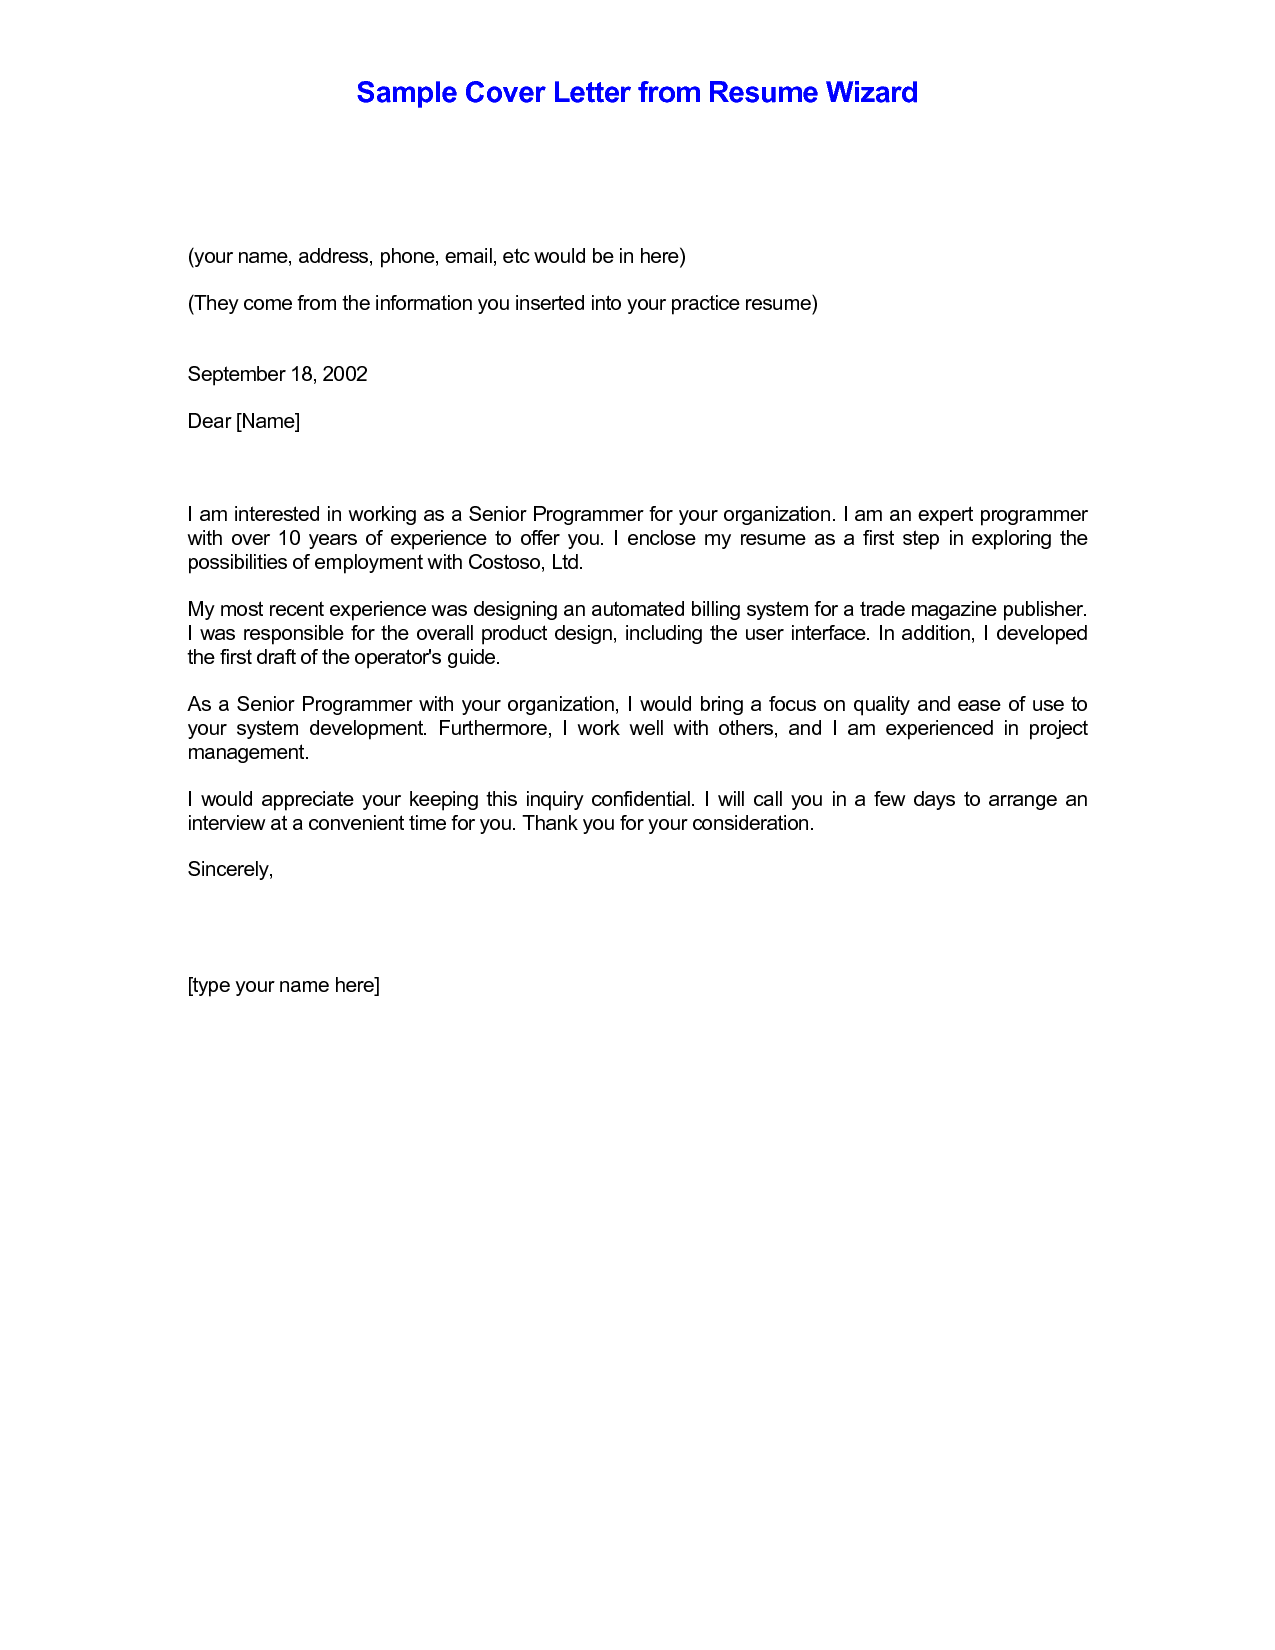 Sample Cover Letter from Resume Wizard
(your name, address, phone, email, etc would be in here)
(They come from the information you inserted into your practice resume)
September 18, 2002
Dear [Name]
I am interested in working as a Senior Programmer for your organization. I am an expert programmer
with over 10 years of experience to offer you. I enclose my resume as a first step in exploring the
possibilities of employment with Costoso, Ltd.
My most recent experience was designing an automated billing system for a trade magazine publisher.
I was responsible for the overall product design, including the user interface. In addition, I developed
the first draft of the operator's guide.
As a Senior Programmer with your organization, I would bring a focus on quality and ease of use to
your system development. Furthermore, I work well with others, and I am experienced in project
management.
I would appreciate your keeping this inquiry confidential. I will call you in a few days to arrange an
interview at a convenient time for you. Thank you for your consideration.
Sincerely,
[type your name here]